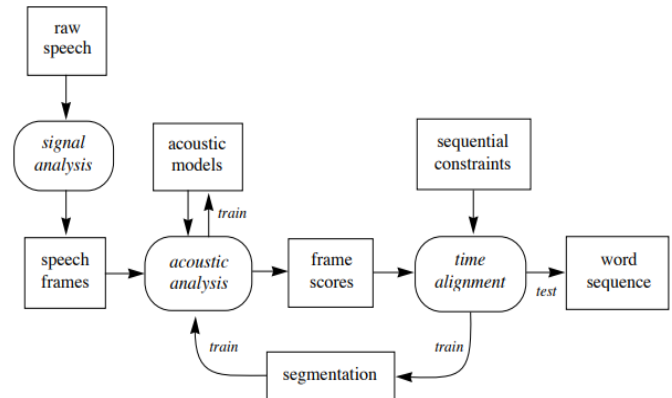 raw
speech
signal
analysis
acoustic
models
sequential
constraints
train
speech
frames
acoustic
analysis
frame
scores
time
alignment
test
word
sequence
train
train
segmentation